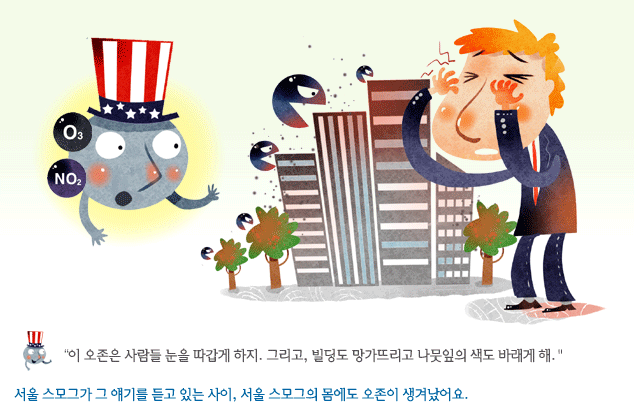 O3
NO2
“이 오존은 사람들 눈을 따갑게 하지. 그리고, 빌딩도 망가뜨리고 나뭇잎의 색도 바래게 해. "
서울 스모그가 그 얘기를 듣고 있는 사이, 서울 스모그의 몸에도 오존이 생겨났어요.